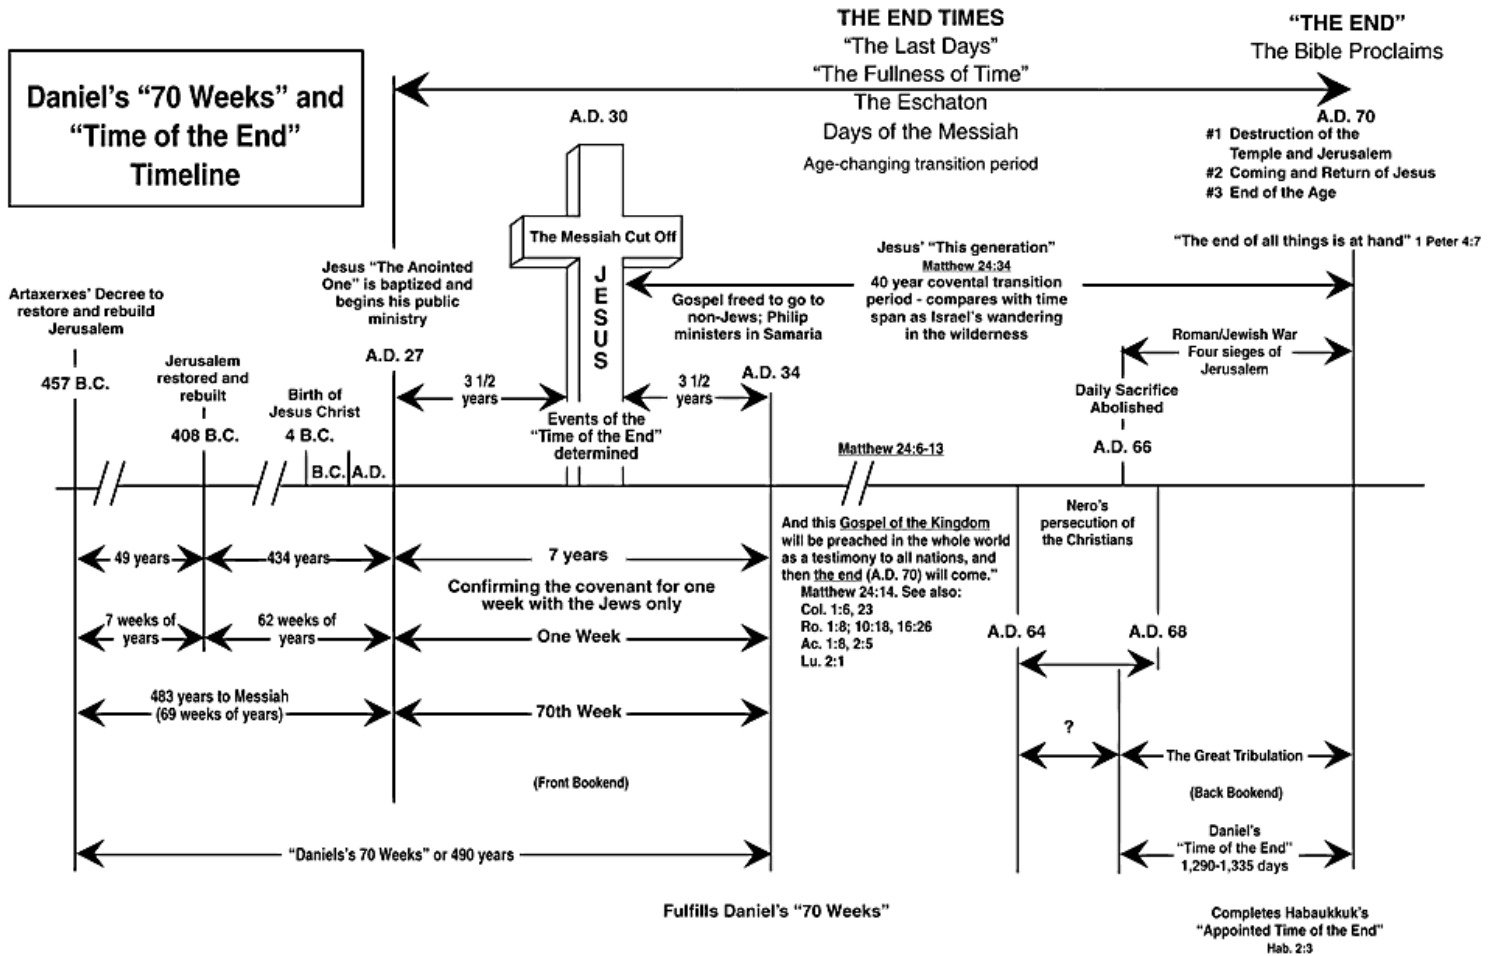 Daniel's "70 Weeks" and
"Time of the End"
Timeline
THE END TIMES
"The Last Days"
"The Fullness of Time"
The Eschaton
Days of the Messiah
Age-changing transition period
"THE END"
The Bible Proclaims
A.D. 70
#1 Destruction of the
Temple and Jerusalem
#2 Coming and Return of Jesus
#3 End of the Age
"The end of all things is at hand" 1 Peter 4:7
A.D. 30
The Messiah Cut Off
J
E
S
U
S
Events of the
"Time of the End"
determined
Artaxerxes' Decree to
restore and rebuild
Jerusalem
457 B.C.
Jerusalem
restored and
rebuilt
408 B.C.
Birth of
Jesus Christ
4 B.C.
B.C. A.D.
Jesus "The Anointed
One" is baptized and
begins his public
ministry
A.D. 27
3 1/2
years
Gospel freed to go to
non-Jews; Philip
ministers in Samaria
3 1/2
years
A.D. 34
Jesus' "This generation"
Matthew 24:34
40 year covental transition
period - compares with time
span as Israel's wandering
in the wilderness
Roman/Jewish War
Four sieges of
Jerusalem
Daily Sacrifice
Abolished
A.D. 66
Matthew 24:6-13
49 years
434 years
7 years
Confirming the covenant for one
week with the Jews only
7 weeks of
years
62 weeks of
years
One Week
483 years to Messiah
(69 weeks of years)
70th Week
(Front Bookend)
"Daniels's 70 Weeks" or 490 years
Fulfills Daniel's "70 Weeks"
And this Gospel of the Kingdom
will be preached in the whole world
as a testimony to all nations, and
then the end (A.D. 70) will come."
Matthew 24:14. See also:
Col. 1:6, 23
Ro. 1:8; 10:18, 16:26
Ac. 1:8, 2:5
Lu. 2:1
Nero's
persecution of
the Christians
A.D. 64
A.D. 68
?
The Great Tribulation
(Back Bookend)
Daniel's
"Time of the End"
1,290-1,335 days
Completes Habaukkuk's
"Appointed Time of the End"
Hab. 2:3